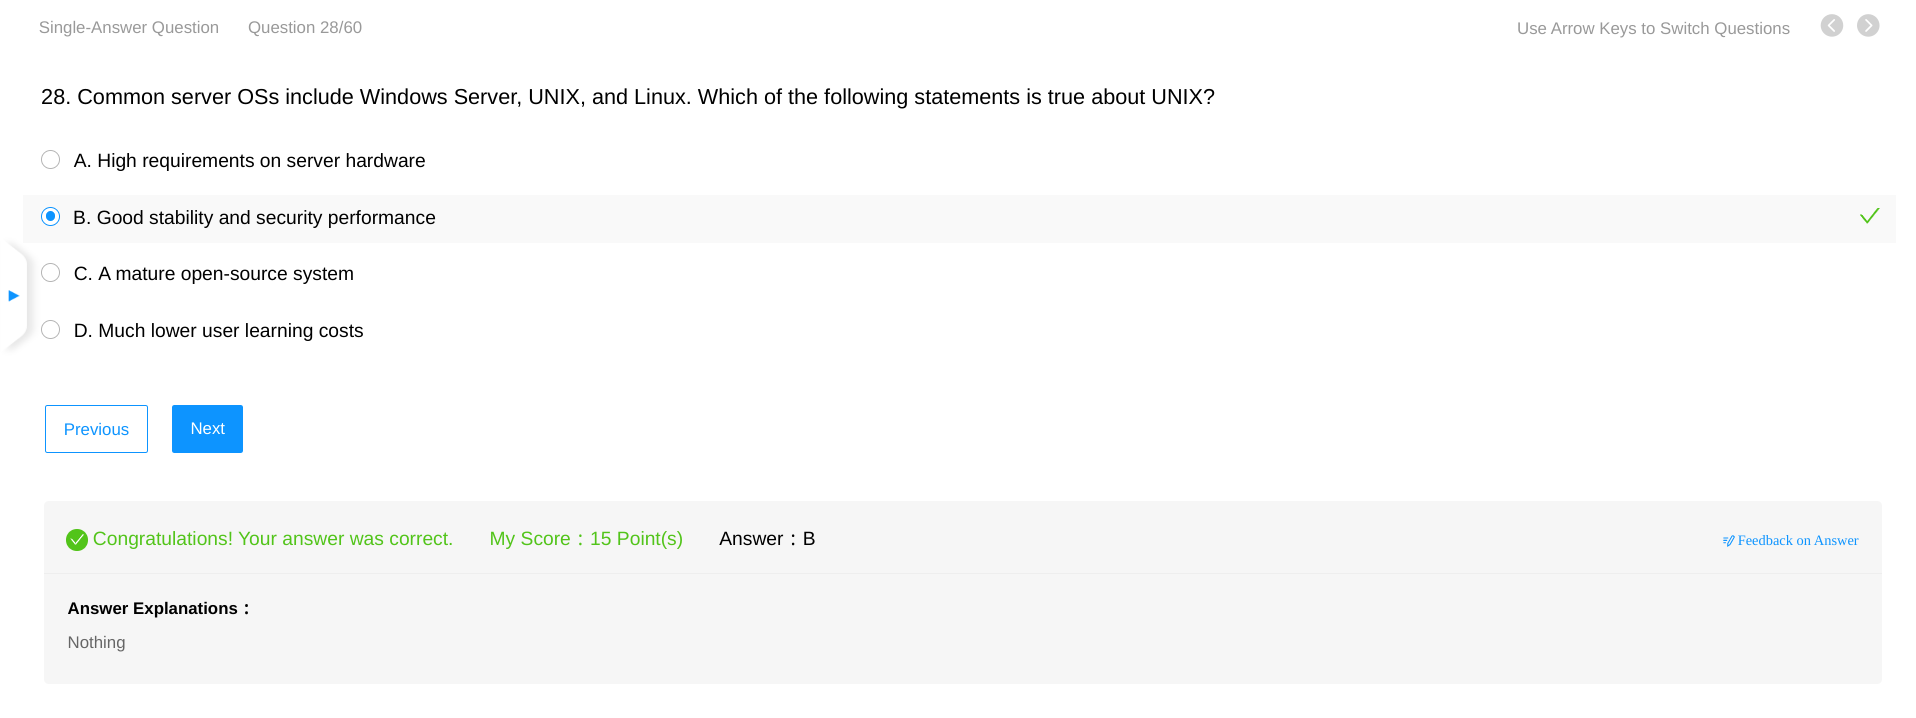 Single-Answer Question Question 28/60 Use Arrow Keys to Switch Questions
28. Common server OSs include Windows Server, UNIX, and Linux. Which of the following statements is true about UNIX?
A. High requirements on server hardware
B. Good stability and security performance
C. A mature open-source system
D. Much lower user learning costs
Previous Next
Congratulations! Your answer was correct. My Score：15 Point(s) Answer：B Feedback on Answer
Answer Explanations：
Nothing